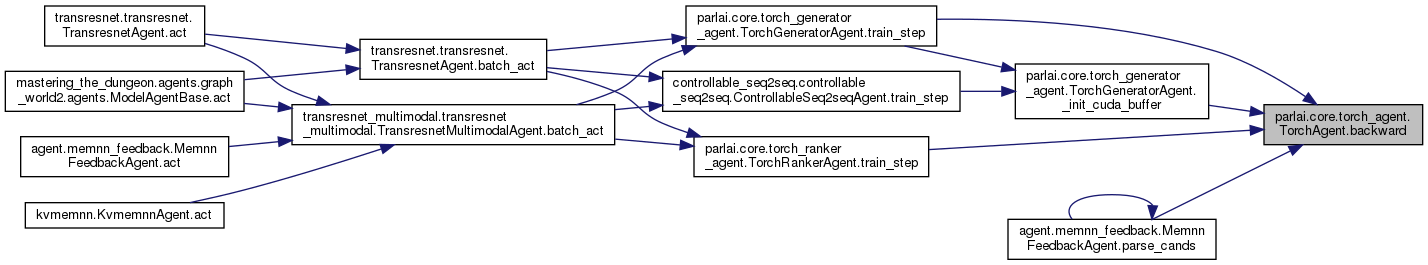 transresnet.transresnet.
TransresnetAgent.act
mastering_the_dungeon.agents.graph
_world2.agents.ModelAgentBase.act
agent.memnn_feedback.Memnn
FeedbackAgent.act
kvmemnn.KvmemnnAgent.act
transresnet.transresnet.
TransresnetAgent.batch_act
transresnet_multimodal.transresnet
_multimodal.TransresnetMultimodalAgent.batch_act
parlai.core.torch_generator
_agent.TorchGeneratorAgent.train_step
controllable_seq2seq.controllable
_seq2seq.ControllableSeq2seqAgent.train_step
parlai.core.torch_ranker
_agent.TorchRankerAgent.train_step
parlai.core.torch_generator
_agent.TorchGeneratorAgent.
_init_cuda_buffer
agent.memnn_feedback.Memnn
FeedbackAgent.parse_cands
parlai.core.torch_agent.
TorchAgent.backward